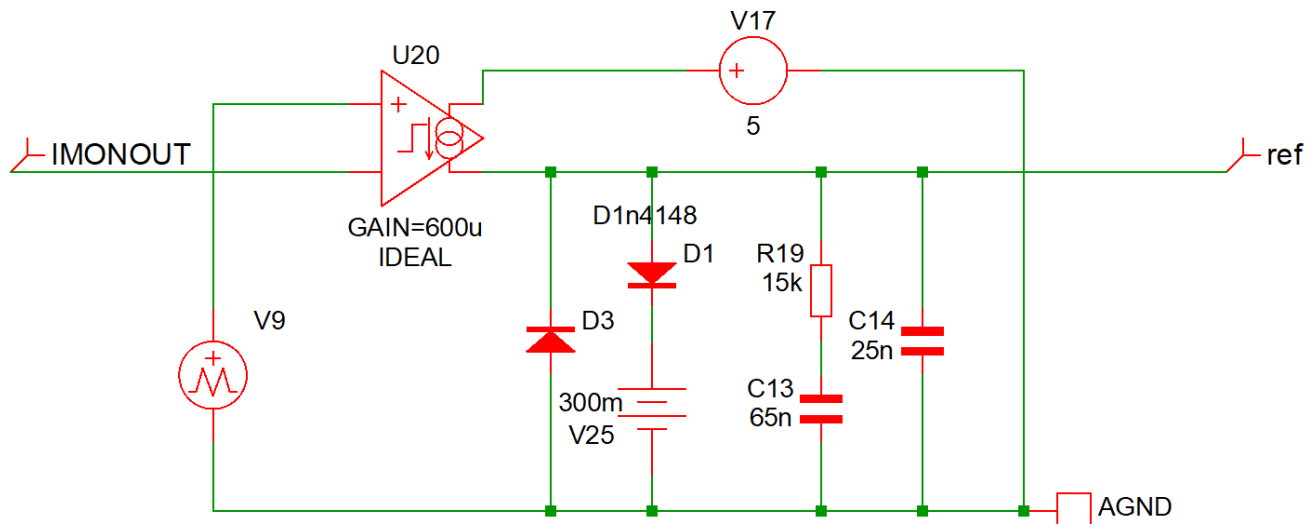 V17
U20
+
5
+
IMONOUT
ref
GAIN=600u
IDEAL
D1n4148
D1
R19
15k
V9
D3
C14
25n
+
300m
V25
C13
65n
AGND